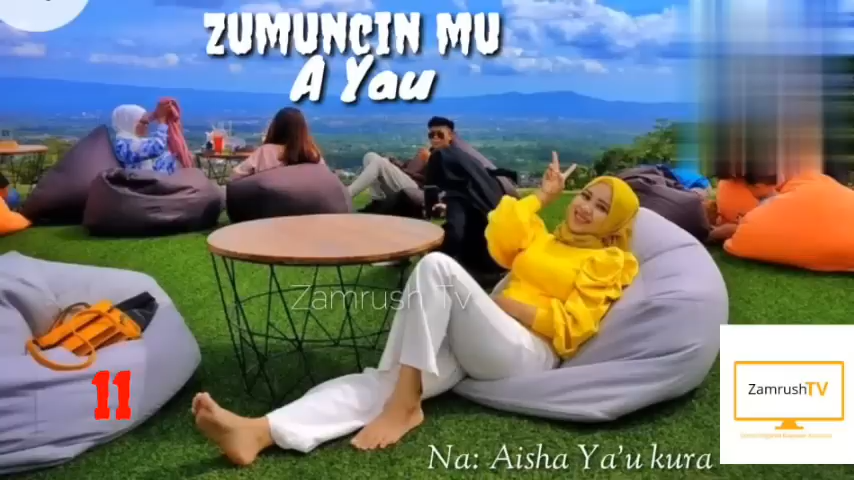 ZUMUNCIN MU
A Yau
Zamrush Tv
11
ZamrushTV
Na: Aisha Ya'u kura